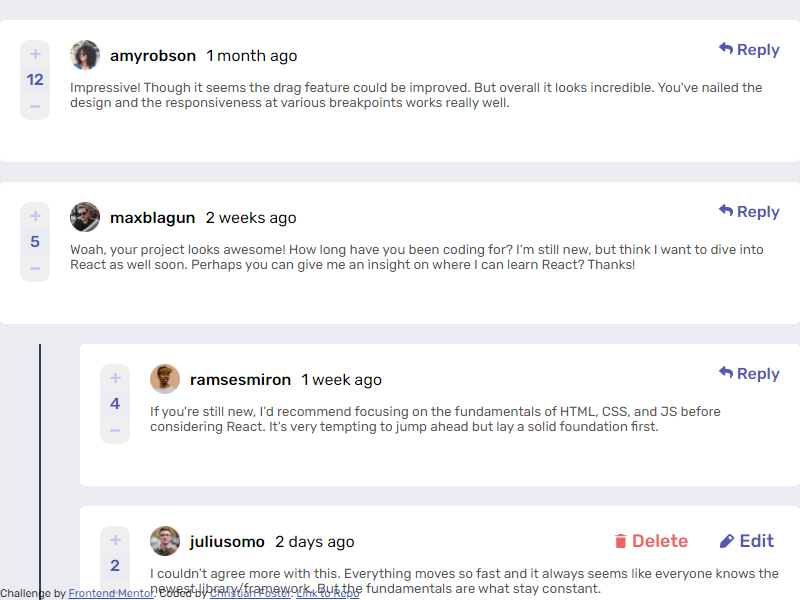 +
12
–
amyrobson 1 month ago
Reply
Impressive! Though it seems the drag feature could be improved. But overall it looks incredible. You've nailed the
design and the responsiveness at various breakpoints works really well.
+
5
–
maxblagun 2 weeks ago
Reply
Woah, your project looks awesome! How long have you been coding for? I'm still new, but think I want to dive into
React as well soon. Perhaps you can give me an insight on where I can learn React? Thanks!
+
4
–
ramsesmiron 1 week ago
Reply
If you're still new, I'd recommend focusing on the fundamentals of HTML, CSS, and JS before
considering React. It's very tempting to jump ahead but lay a solid foundation first.
+
2
juliusomo 2 days ago
Delete Edit
I couldn't agree more with this. Everything moves so fast and it always seems like everyone knows the
newest library/framework. But the fundamentals are what stay constant.
Challenge by Frontend Mentor. Coded by Christian Foster. Link to Repo